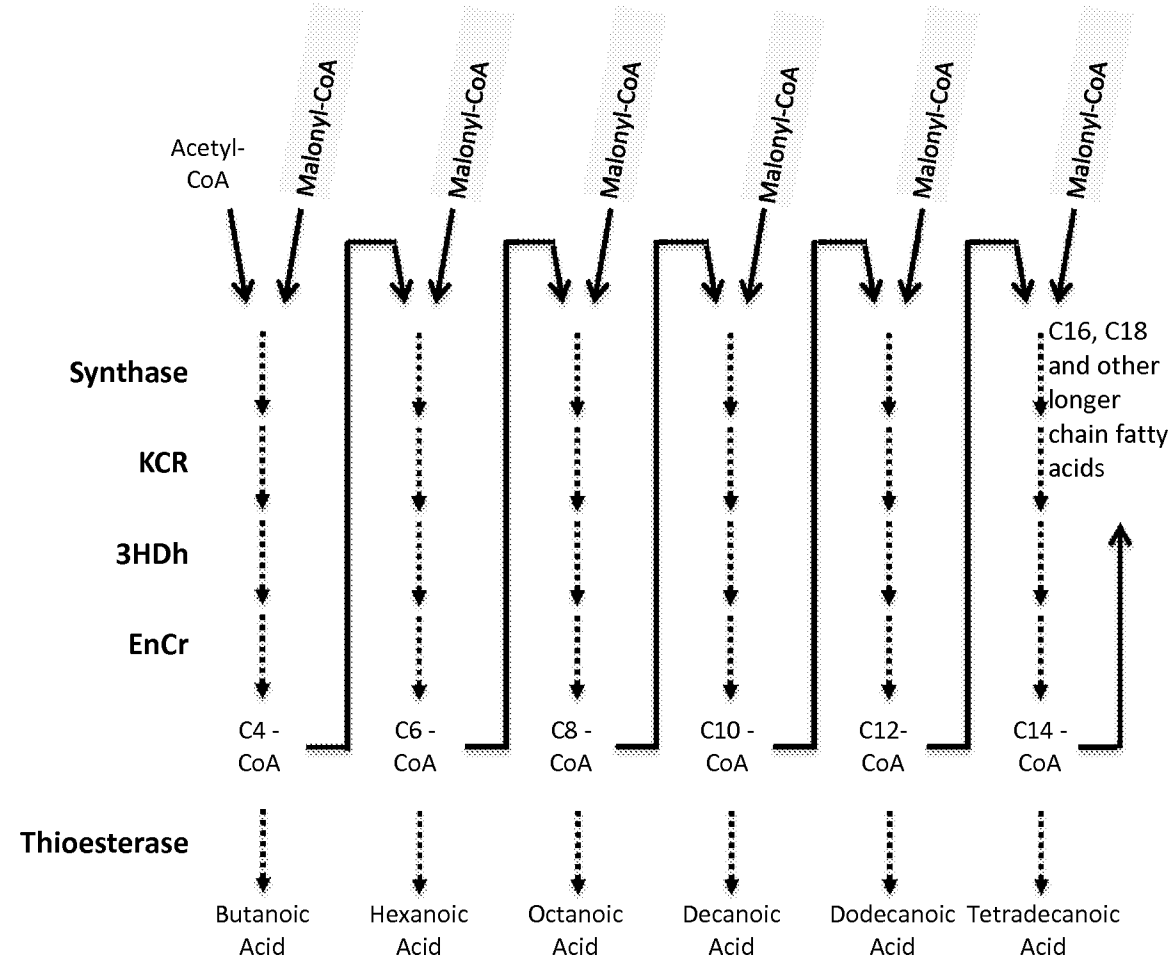 Malonyl-CoA
Malonyl-CoA
Malonyl-CoA
Malonyl-CoA
Malonyl-CoA
Malonyl-CoA
Acetyl-
CoA
Synthase
KCR
3HDh
EnCr
C16, C18
and other
longer
chain fatty
acids
C4 -
CoA
C6 -
CoA
C8 -
CoA
C10 -
CoA
C12-
CoA
C14 -
CoA
Thioesterase
Butanoic
Acid
Hexanoic
Acid
Octanoic
Acid
Decanoic
Acid
Dodecanoic
Acid
Tetradecanoic
Acid